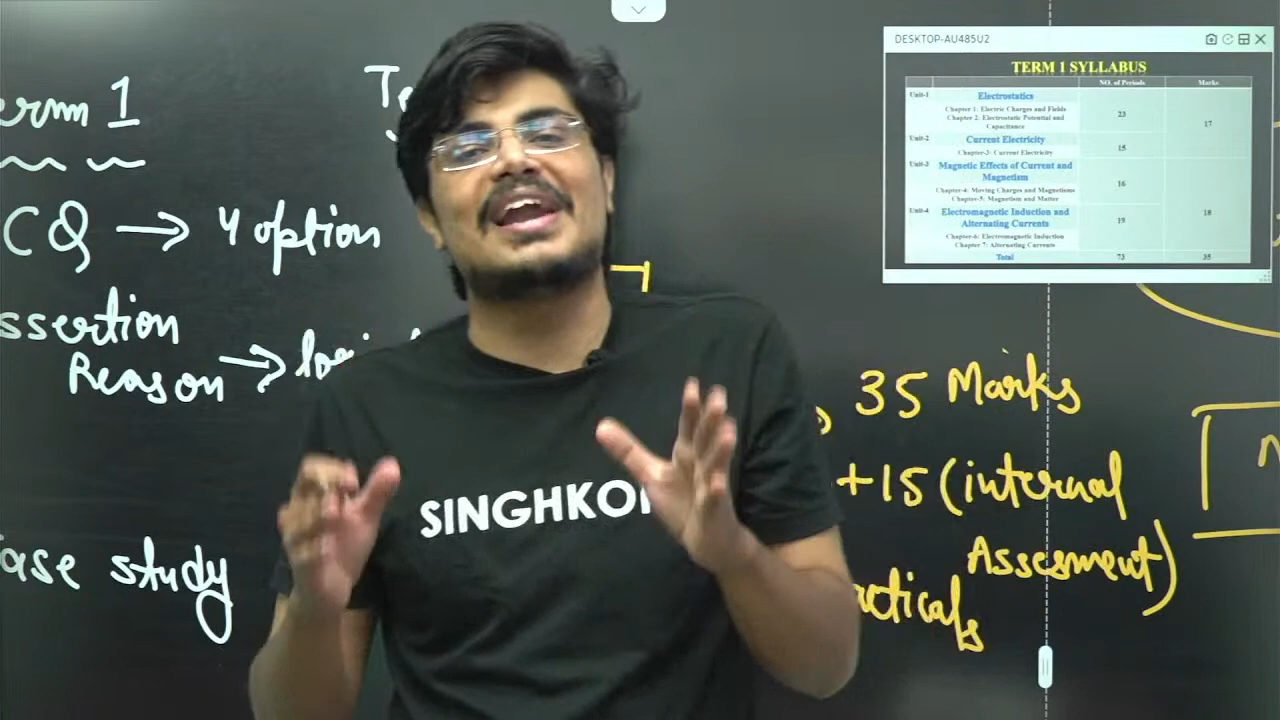 erm 1
CQ → 4 option
ssertion
Reason →
ase study
SINGHKO
35 Marks
+15 (internal
Assesment)
acticals
DESKTOP-AU485U2
TERM 1 SYLLABUS
NO. of Periods Marks
Unit-1 Electrostatics
Chapter 1: Electric Charges and Fields
Chapter 2: Electrostatic Potential and
Capacitance
23
17
Unit-2 Current Electricity
Chapter-3: Current Electricity
15
Unit-3 Magnetic Effects of Current and
Magnetism
Chapter-4: Moving Charges and Magnetisms
Chapter-5: Magnetism and Matter
16
Unit-4 Electromagnetic Induction and
Alternating Currents
Chapter-6: Electromagnetic Induction
Chapter 7: Alternating Currents
19
18
Total 73 35